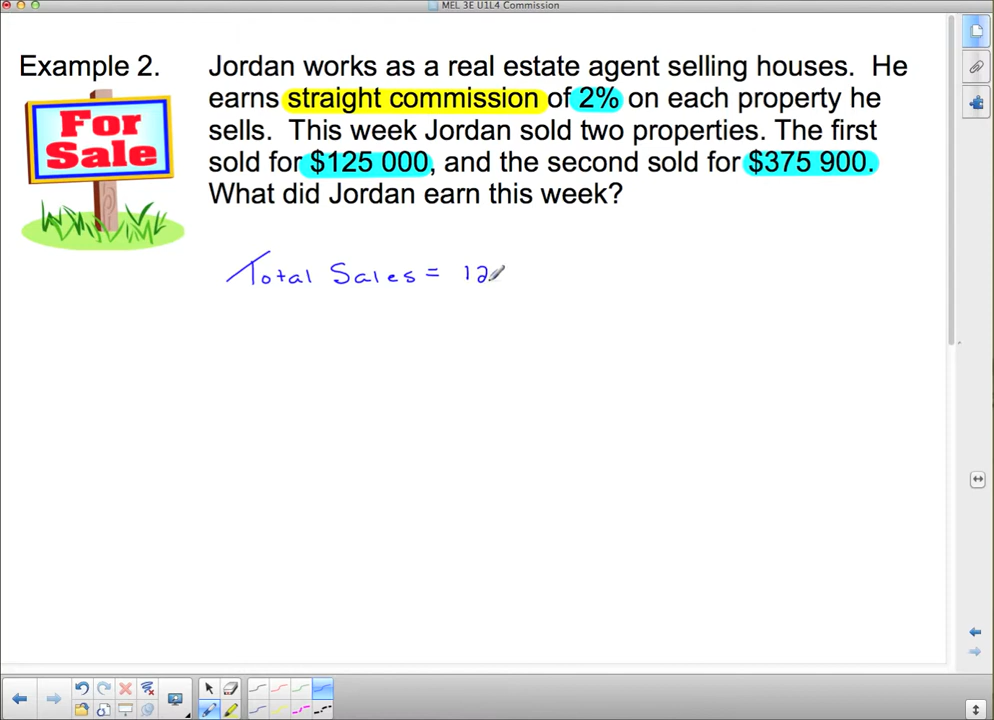 MEL 3E U1L4 Commission
Example 2.
Jordan works as a real estate agent selling houses. He
earns straight commission of 2% on each property he
sells. This week Jordan sold two properties. The first
sold for $125 000, and the second sold for $375 900.
What did Jordan earn this week?
For
Sale
Total Sales = 12